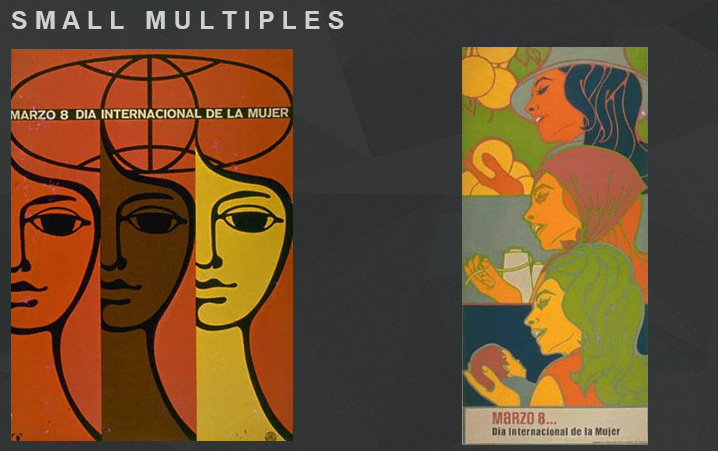 SMALL MULTIPLES
MARZO 8 DIA INTERNACIONAL DE LA MUJER
MARZO 8...
Dia Internacional de la Mujer